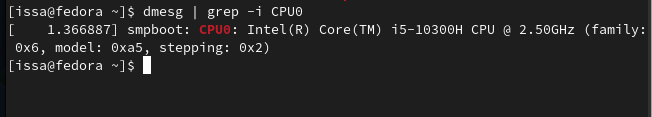 [issa@fedora ~]$ dmesg | grep -i CPU0
[    1.366887] smpboot: CPU0: Intel(R) Core(TM) i5-10300H CPU @ 2.50GHz (family:
0x6, model: 0xa5, stepping: 0x2)
[issa@fedora ~]$